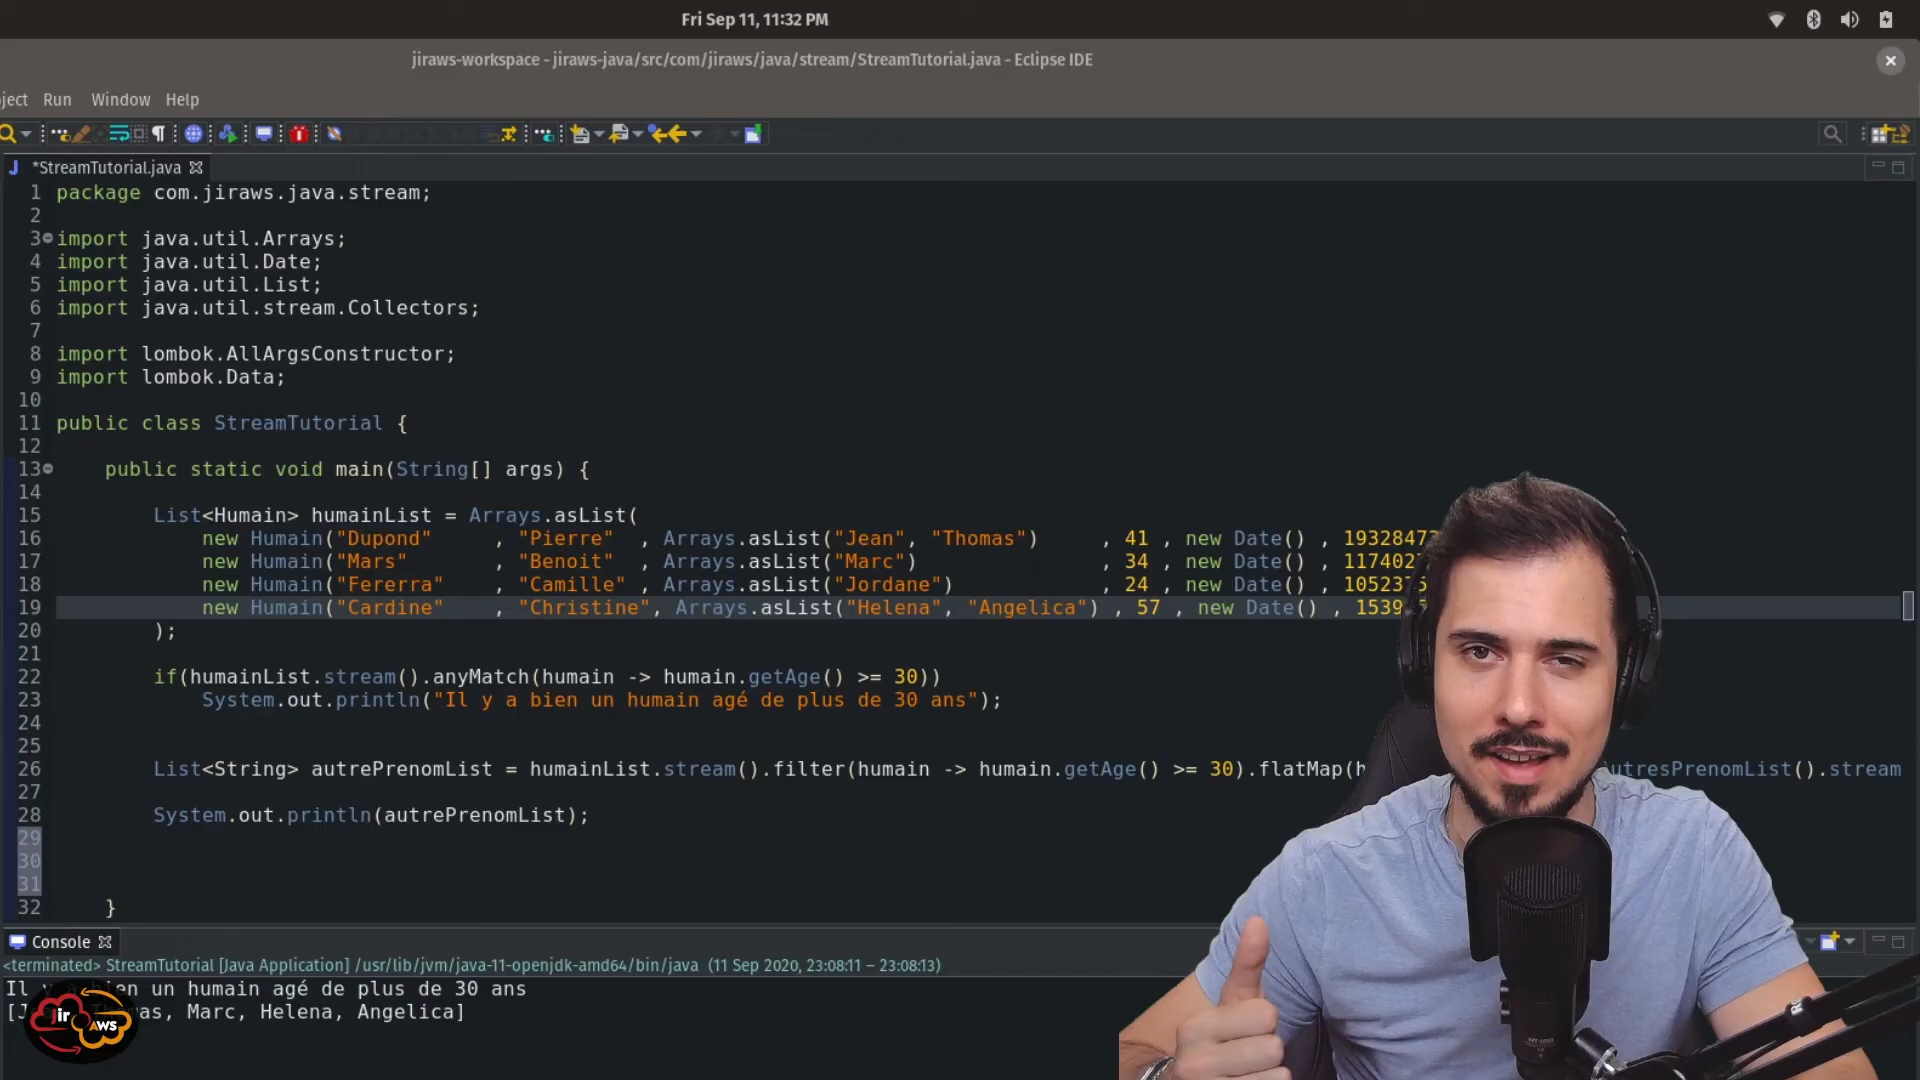 Fri Sep 11, 11:32 PM
jiraws-workspace - jiraws-java/src/com/jiraws/java/stream/StreamTutorial.java - Eclipse IDE
ject Run Window Help
*StreamTutorial.java
1 package com.jiraws.java.stream;
2
3 import java.util.Arrays;
4 import java.util.Date;
5 import java.util.List;
6 import java.util.stream.Collectors;
7
8 import lombok.AllArgsConstructor;
9 import lombok.Data;
10
11 public class StreamTutorial {
12
13 public static void main(String[] args) {
14
15 List<Humain> humainList = Arrays.asList(
16 new Humain("Dupond" , "Pierre" , Arrays.asList("Jean", "Thomas") , 41 , new Date() , 1932847
17 new Humain("Mars" , "Benoit" , Arrays.asList("Marc") , 34 , new Date() , 117402
18 new Humain("Fererra" , "Camille" , Arrays.asList("Jordane") , 24 , new Date() , 105237
19 new Humain("Cardine" , "Christine", Arrays.asList("Helena", "Angelica") , 57 , new Date() , 1539
20 );
21
22 if(humainList.stream().anyMatch(humain -> humain.getAge() >= 30))
23 System.out.println("Il y a bien un humain agé de plus de 30 ans");
24
25
26 List<String> autrePrenomList = humainList.stream().filter(humain -> humain.getAge() >= 30).flatMap(h utresPrenomList().stream
27
28 System.out.println(autrePrenomList);
29
30
31
32 }
Console
<terminated> StreamTutorial [Java Application] /usr/lib/jvm/java-11-openjdk-amd64/bin/java (11 Sep 2020, 23:08:11 – 23:08:13)
Il y a bien un humain agé de plus de 30 ans
[J as, Marc, Helena, Angelica]
jir AWS